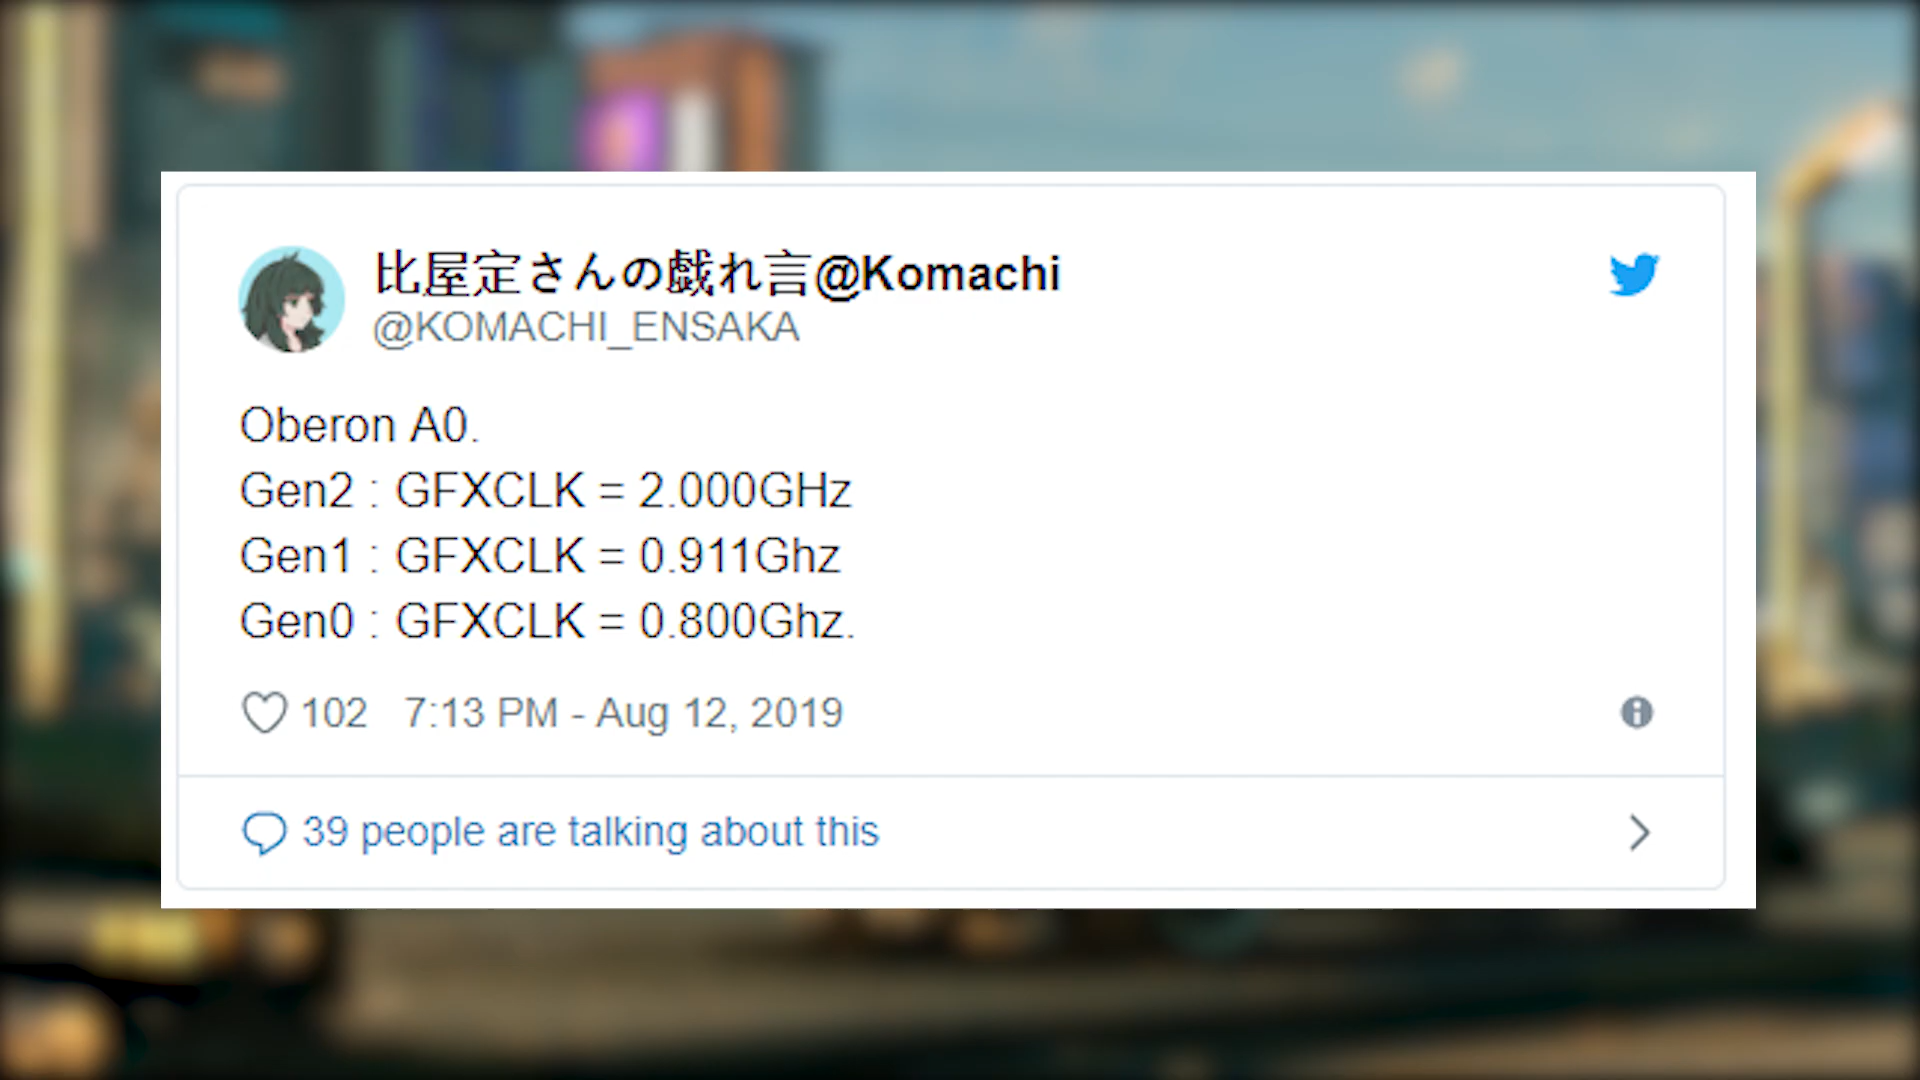 比屋定さんの戯れ言@Komachi
@KOMACHI_ENSAKA
Oberon A0.
Gen2 : GFXCLK = 2.000GHz
Gen1 : GFXCLK = 0.911Ghz
Gen0 : GFXCLK = 0.800Ghz.
102 7:13 PM - Aug 12, 2019
39 people are talking about this